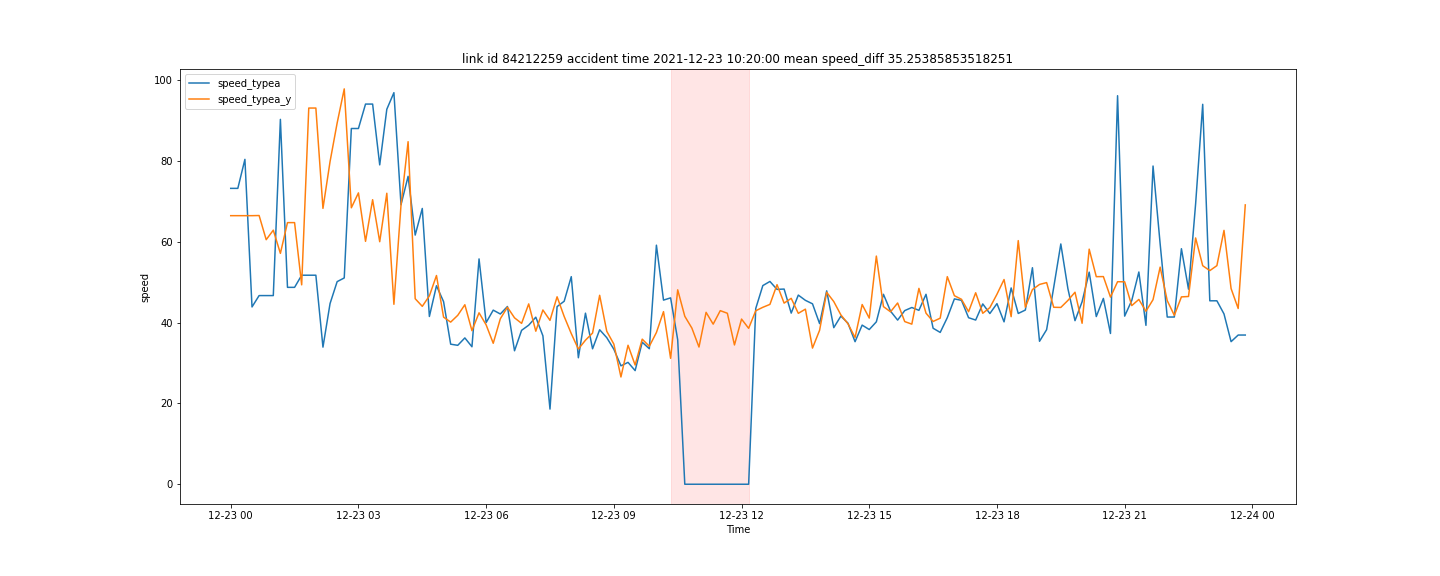 link id 84212259 accident time 2021-12-23 10:20:00 mean speed_diff 35.25385853518251
speed_typea
speed_typea_y
100
80
60
40
20
0
speed
12-23 00 12-23 03 12-23 06 12-23 09 12-23 12 12-23 15 12-23 18 12-23 21 12-24 00
Time